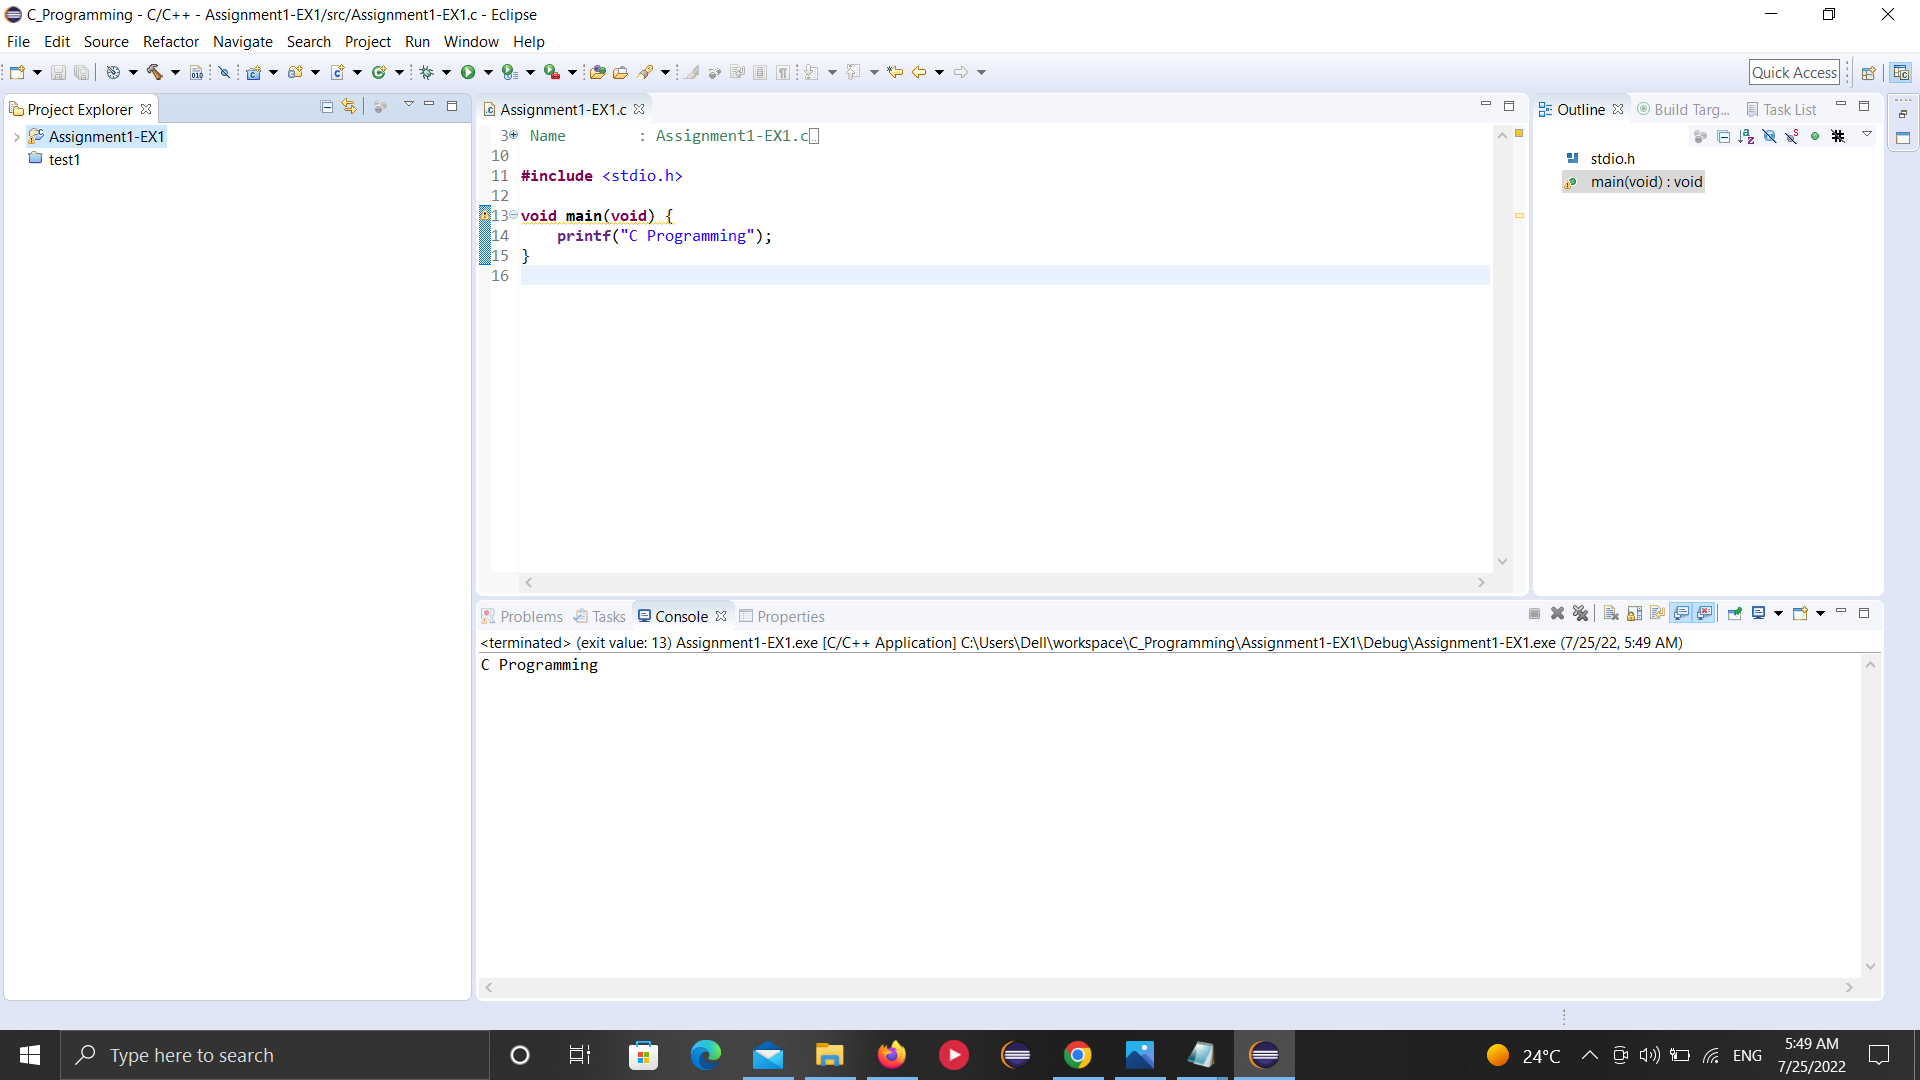 C_Programming - C/C++ - Assignment1-EX1/src/Assignment1-EX1.c - Eclipse
File Edit Source Refactor Navigate Search Project Run Window Help
Quick Access
Project Explorer
Assignment1-EX1
test1
Assignment1-EX1.c
3 Name : Assignment1-EX1.c
10
11 #include <stdio.h>
12
13 void main(void) {
14 printf("C Programming");
15 }
16
Outline Build Targ... Task List
stdio.h
main(void) : void
Problems Tasks Console Properties
<terminated> (exit value: 13) Assignment1-EX1.exe [C/C++ Application] C:\Users\Dell\workspace\C_Programming\Assignment1-EX1\Debug\Assignment1-EX1.exe (7/25/22, 5:49 AM)
C Programming
Type here to search
24°C ENG
5:49 AM
7/25/2022